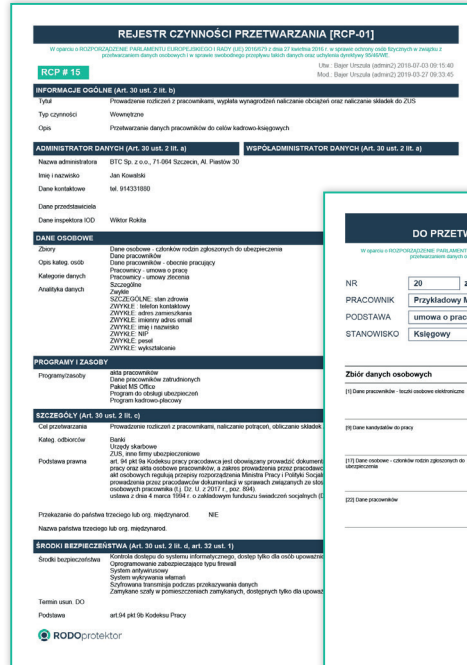 REJESTR CZYNNOŚCI PRZETWARZANIA [RCP-01]
W oparciu o ROZPORZĄDZENIE PARLAMENTU EUROPEJSKIEGO I RADY (UE) 2016/679 z dnia 27 kwietnia 2016 r. w sprawie ochrony osób fizycznych w związku z
przetwarzaniem danych osobowych i w sprawie swobodnego przepływu takich danych oraz uchylenia dyrektywy 95/46/WE.
RCP # 15
Utw.: Bajer Urszula (admin2) 2018-07-03 09:15:40
Mod.: Bajer Urszula (admin2) 2019-03-27 09:33:45
INFORMACJE OGÓLNE (Art. 30 ust. 2 lit. b)
Tytuł Prowadzenie rozliczeń z pracownikami, wypłata wynagrodzeń naliczanie obciążeń oraz naliczanie składek do ZUS
Typ czynności Wewnętrzne
Opis Przetwarzanie danych pracowników do celów kadrowo-księgowych
ADMINISTRATOR DANYCH (Art. 30 ust. 2 lit. a) WSPÓŁADMINISTRATOR DANYCH (Art. 30 ust. 2 lit. a)
Nazwa administratora BTC Sp. z o.o., 71-064 Szczecin, Al. Piastów 30
Imię i nazwisko Jan Kowalski
Dane kontaktowe tel. 914331880
Dane przedstawiciela
Dane inspektora IOD Wiktor Rokita
DANE OSOBOWE
Zbiory Dane osobowe - członków rodzin zgłoszonych do ubezpieczenia
Dane pracowników
Opis kateg. osób Dane pracowników - obecnie pracujący
Kategorie danych Pracownicy - umowa o pracę
Pracownicy - umowy zlecenia
Analityka danych Szczególne
Zwykłe
SZCZEGÓLNE: stan zdrowia
ZWYKŁE : telefon kontaktowy
ZWYKŁE: adres zamieszkania
ZWYKŁE: imienny adres email
ZWYKŁE: imię i nazwisko
ZWYKŁE: NIP
ZWYKŁE: pesel
ZWYKŁE: wykształcenie
PROGRAMY I ZASOBY
Programy/zasoby akta pracowników
Dane pracowników zatrudnionych
Pakiet MS Office
Program do obsługi ubezpieczeń
Program kadrowo-płacowy
SZCZEGÓŁY (Art. 30 ust. 2 lit. c)
Cel przetwarzania Prowadzenie rozliczeń z pracownikami, naliczanie potrąceń, obliczanie składek
Kateg. odbiorców Banki
Urzędy skarbowe
ZUS, inne firmy ubezpieczeniowe
Podstawa prawna art. 94 pkt 9a Kodeksu pracy pracodawca jest obowiązany prowadzić dokument
pracy oraz akta osobowe pracowników, a zakres prowadzenia przez pracodawc
akt osobowych regulują przepisy rozporządzenia Ministra Pracy i Polityki Socjal
prowadzenia przez pracodawców dokumentacji w sprawach związanych ze stos
osobowych pracownika (t.j. Dz. U. z 2017 r., poz. 894).
ustawa z dnia 4 marca 1994 r. o zakładowym funduszu świadczeń socjalnych (D
Przekazanie do państwa trzeciego lub org. międzynarod. NIE
Nazwa państwa trzeciego lub org. międzynarod.
ŚRODKI BEZPIECZEŃSTWA (Art. 30 ust. 2 lit. d, art. 32 ust. 1)
Środki bezpieczeństwa Kontrola dostępu do systemu informatycznego, dostęp tylko dla osób upoważnio
Oprogramowanie zabezpieczające typu firewall
System antywirusowy
System wykrywania włamań
Szyfrowana transmisja podczas przekazywania danych
Zamykane szafy w pomieszczeniach zamykanych, dostępnych tylko dla upoważ
Termin usun. DO
Podstawa art.94 pkt 9b Kodeksu Pracy
RODOprotektor
DO PRZETW
W oparciu o ROZPORZĄDZENIE PARLAMENT
przetwarzaniem danych o
NR 20 z
PRACOWNIK Przykładowy M
PODSTAWA umowa o prac
STANOWISKO Księgowy
Zbiór danych osobowych
[1] Dane pracowników - teczki osobowe elektroniczne
[9] Dane kandydatów do pracy
[17] Dane osobowe - członków rodzin zgłoszonych do
ubezpieczenia
[22] Dane pracowników